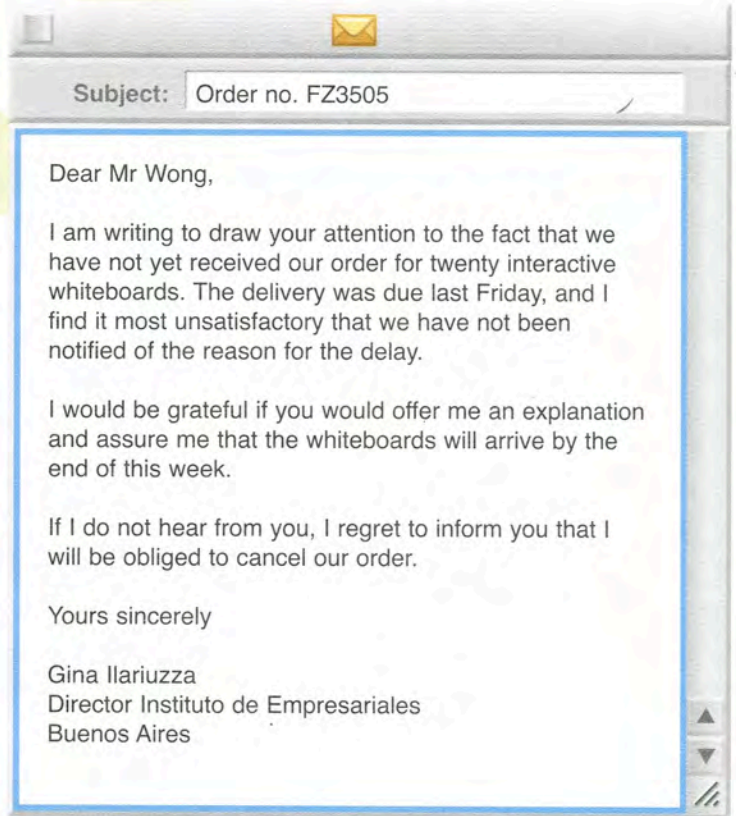 Subject: Order no. FZ3505
Dear Mr Wong,
I am writing to draw your attention to the fact that we
have not yet received our order for twenty interactive
whiteboards. The delivery was due last Friday, and I
find it most unsatisfactory that we have not been
notified of the reason for the delay.
I would be grateful if you would offer me an explanation
and assure me that the whiteboards will arrive by the
end of this week.
If I do not hear from you, I regret to inform you that I
will be obliged to cancel our order.
Yours sincerely
Gina Ilariuzza
Director Instituto de Empresariales
Buenos Aires